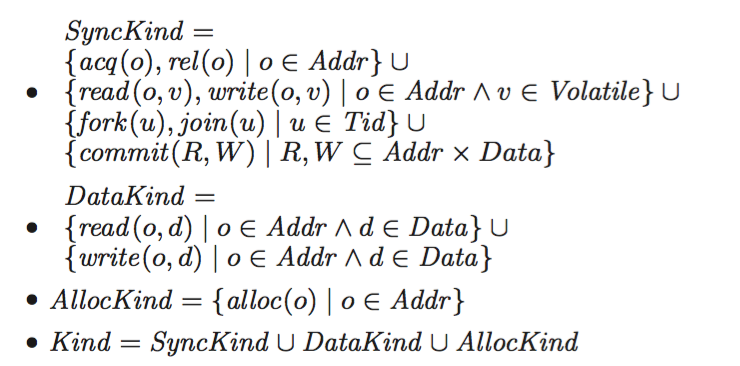 SyncKind =
{acq(o), rel(o) | o ∈ Addr} ∪
• {read(o, v), write(o, v) | o ∈ Addr ∧ v ∈ Volatile} ∪
{fork(u), join(u) | u ∈ Tid} ∪
{commit(R, W) | R, W ⊆ Addr × Data}
DataKind =
• {read(o, d) | o ∈ Addr ∧ d ∈ Data} ∪
{write(o, d) | o ∈ Addr ∧ d ∈ Data}
• AllocKind = {alloc(o) | o ∈ Addr}
• Kind = SyncKind ∪ DataKind ∪ AllocKind